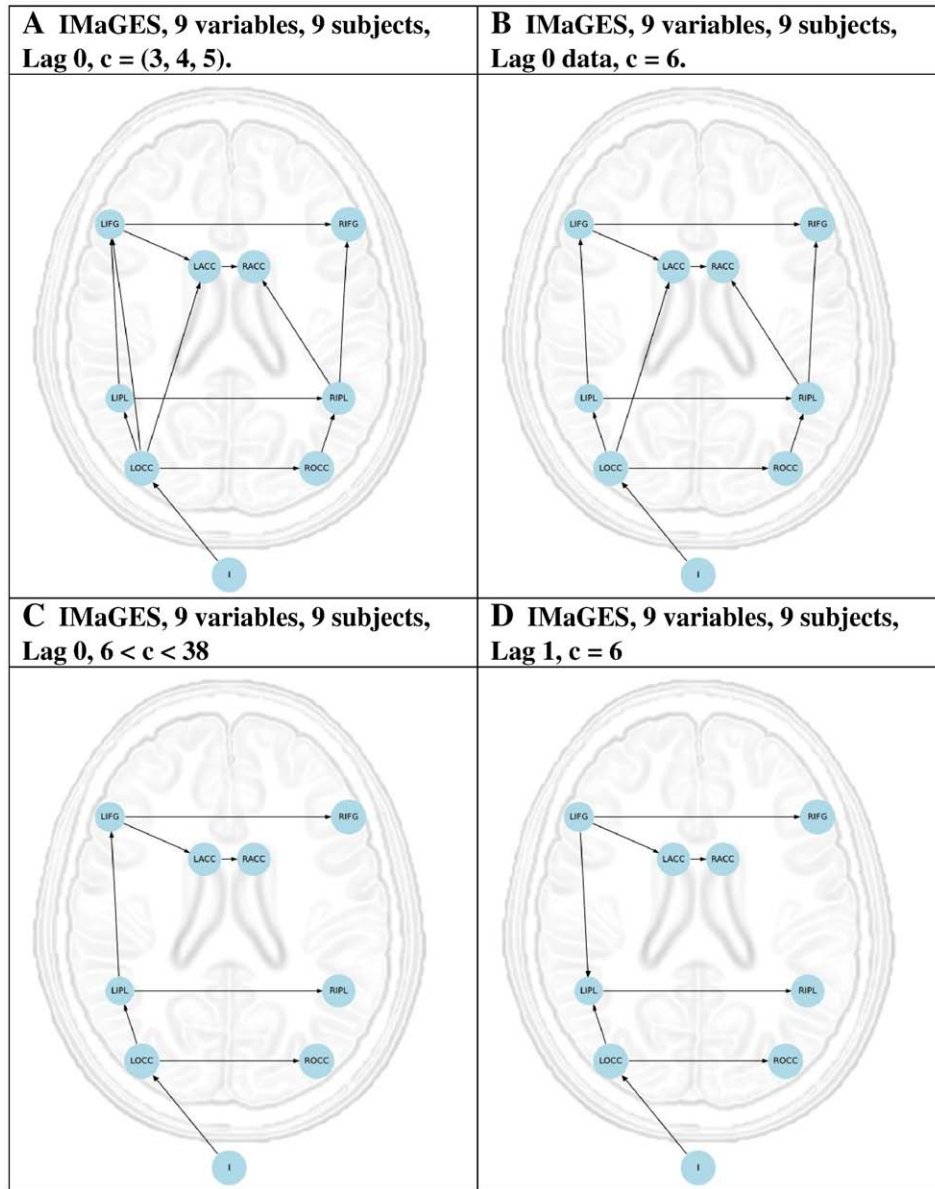 A IMaGES, 9 variables, 9 subjects,
Lag 0, c = (3, 4, 5).
B IMaGES, 9 variables, 9 subjects,
Lag 0 data, c = 6.
LIFG
RIFG
LACC
RACC
LIPL
RIPL
LOCC
ROCC
I
LIFG
RIFG
LACC
RACC
LIPL
RIPL
LOCC
ROCC
I
C IMaGES, 9 variables, 9 subjects,
Lag 0, 6 < c < 38
D IMaGES, 9 variables, 9 subjects,
Lag 1, c = 6
LIFG
RIFG
LACC
RACC
LIPL
RIPL
LOCC
ROCC
I
LIFG
RIFG
LACC
RACC
LIPL
RIPL
LOCC
ROCC
I